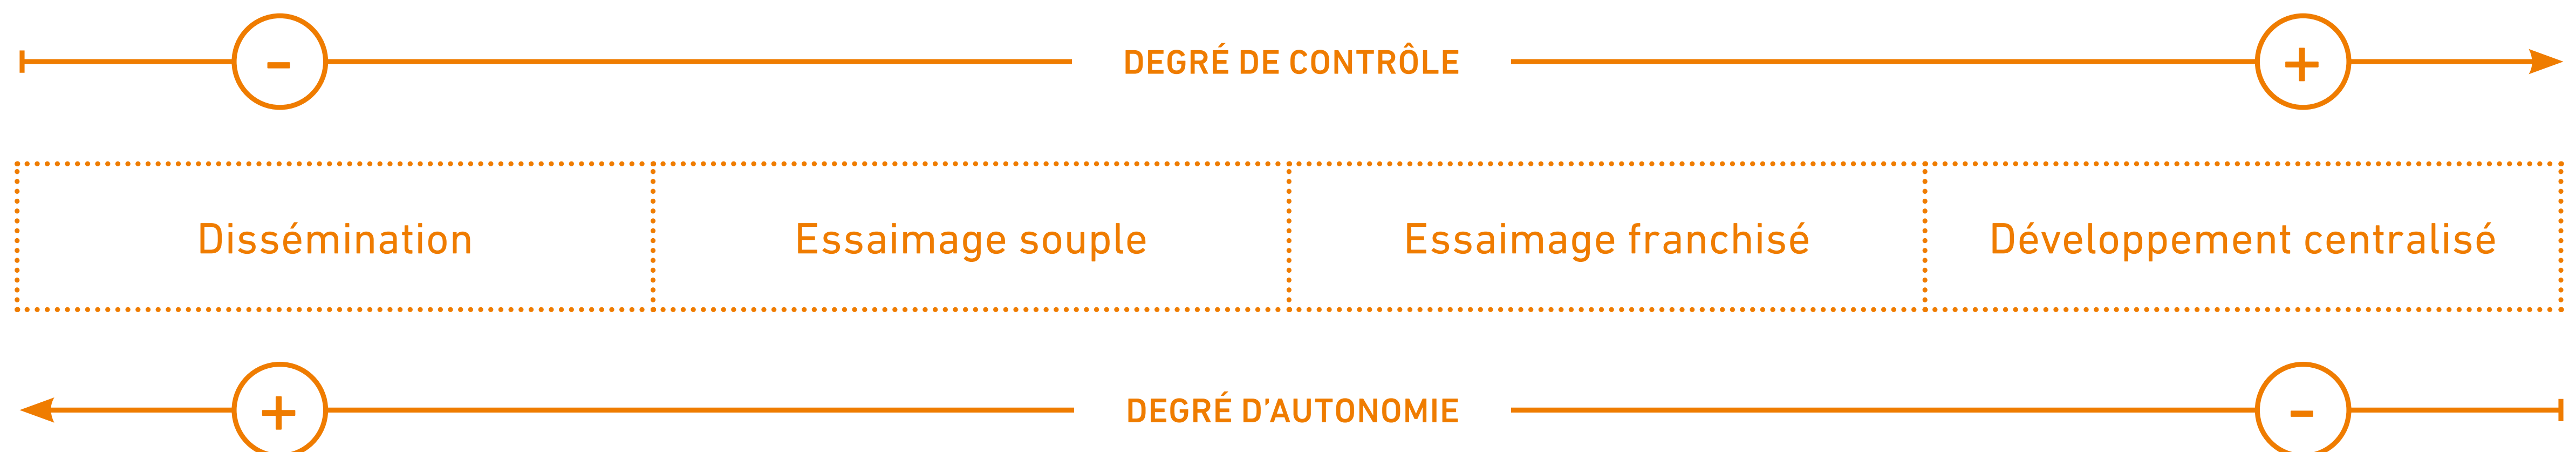 - DEGRÉ DE CONTRÔLE +
Dissémination Essaimage souple Essaimage franchisé Développement centralisé
+ DEGRÉ D’AUTONOMIE -